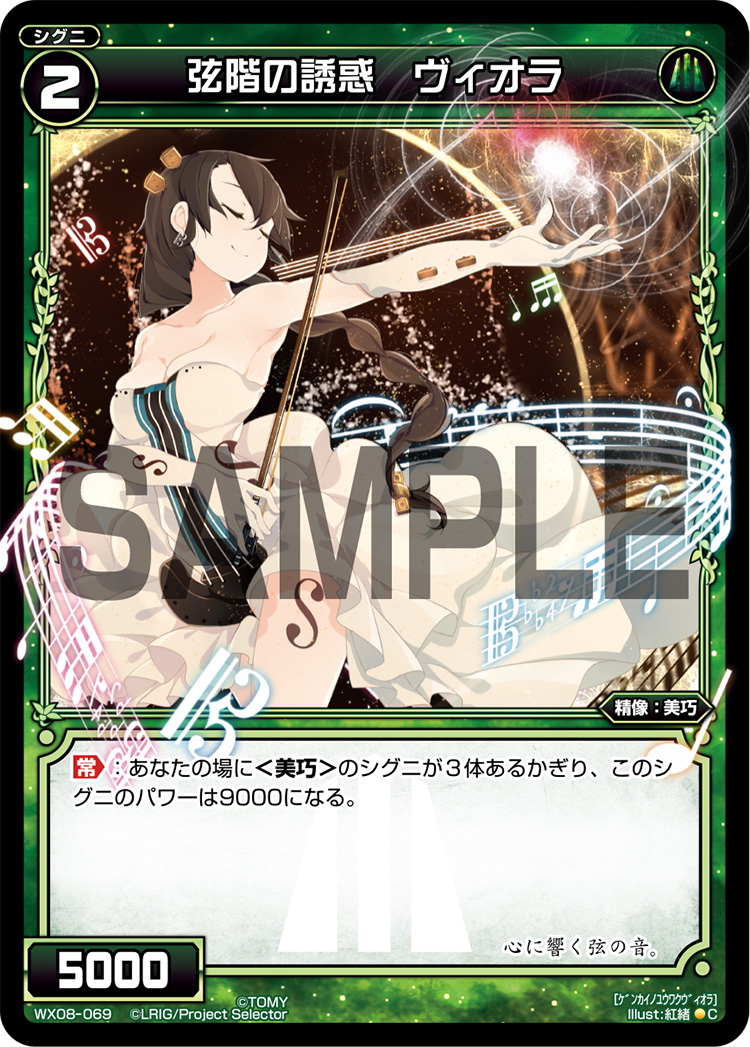 シグニ
2
弦階の誘惑　ヴィオラ
SAMPLE
精像：美巧
常：あなたの場に＜美巧＞のシグニが３体あるかぎり、このシ
グニのパワーは9000になる。
心に響く弦の音。
5000
WX08-069 ©LRIG/Project Selector
©TOMY
[ｹﾞﾝｶｲﾉﾕｳﾜｸｳﾞｨｵﾗ]
Illust:紅緒 C